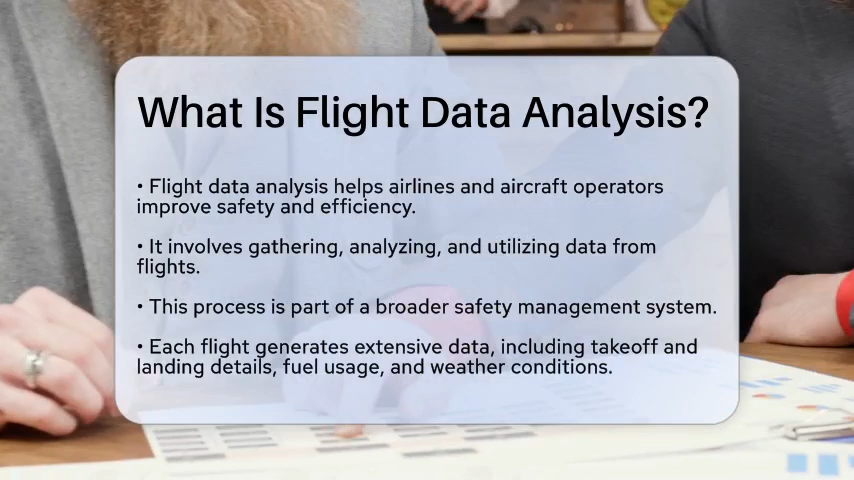 What Is Flight Data Analysis?
• Flight data analysis helps airlines and aircraft operators
improve safety and efficiency.
• It involves gathering, analyzing, and utilizing data from
flights.
• This process is part of a broader safety management system.
• Each flight generates extensive data, including takeoff and
landing details, fuel usage, and weather conditions.